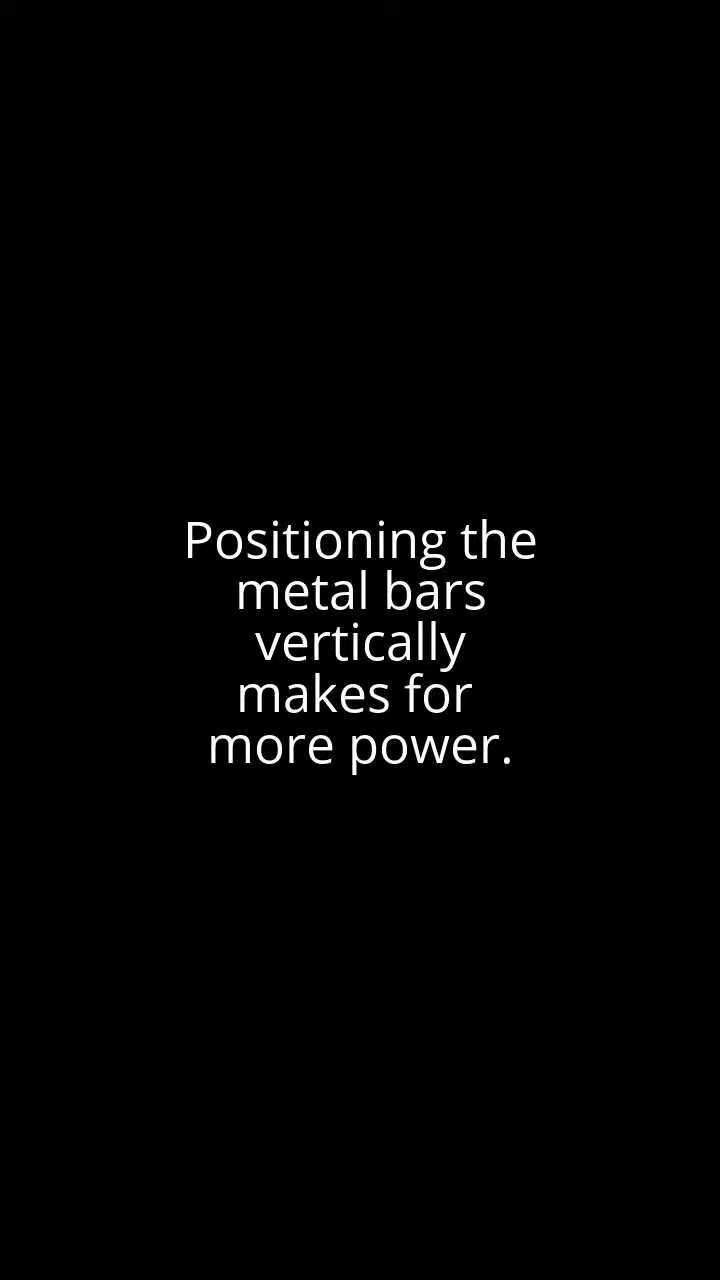 Positioning the
metal bars
vertically
makes for
more power.